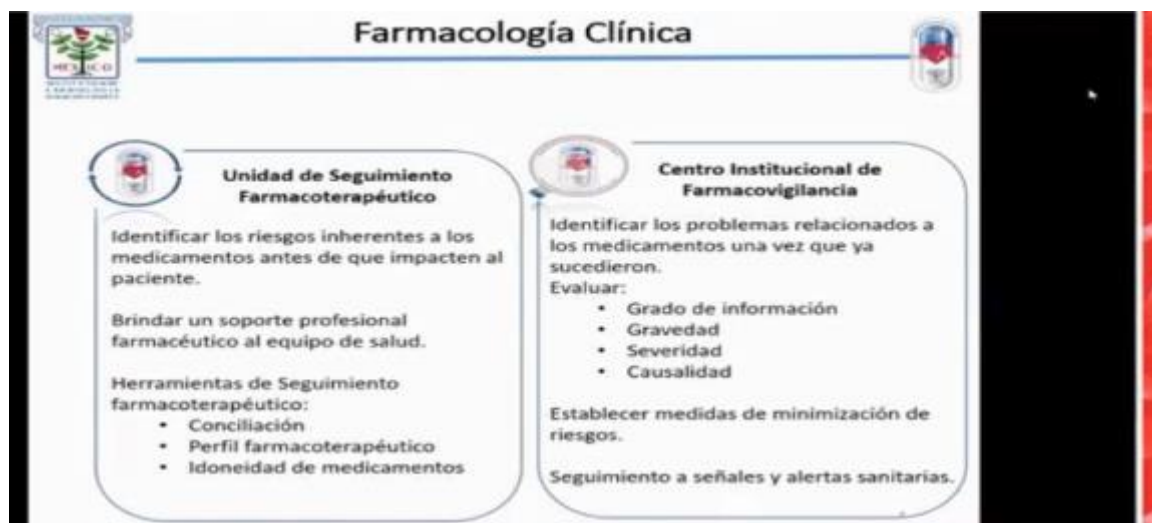 Farmacología Clínica
MEXICO
Unidad de Seguimiento
Farmacoterapéutico
Identificar los riesgos inherentes a los
medicamentos antes de que impacten al
paciente.
Brindar un soporte profesional
farmacéutico al equipo de salud.
Herramientas de Seguimiento
farmacoterapéutico:
• Conciliación
• Perfil farmacoterapéutico
• Idoneidad de medicamentos
Centro Institucional de
Farmacovigilancia
Identificar los problemas relacionados a
los medicamentos una vez que ya
sucedieron.
Evaluar:
• Grado de información
• Gravedad
• Severidad
• Causalidad
Establecer medidas de minimización de
riesgos.
Seguimiento a señales y alertas sanitarias.